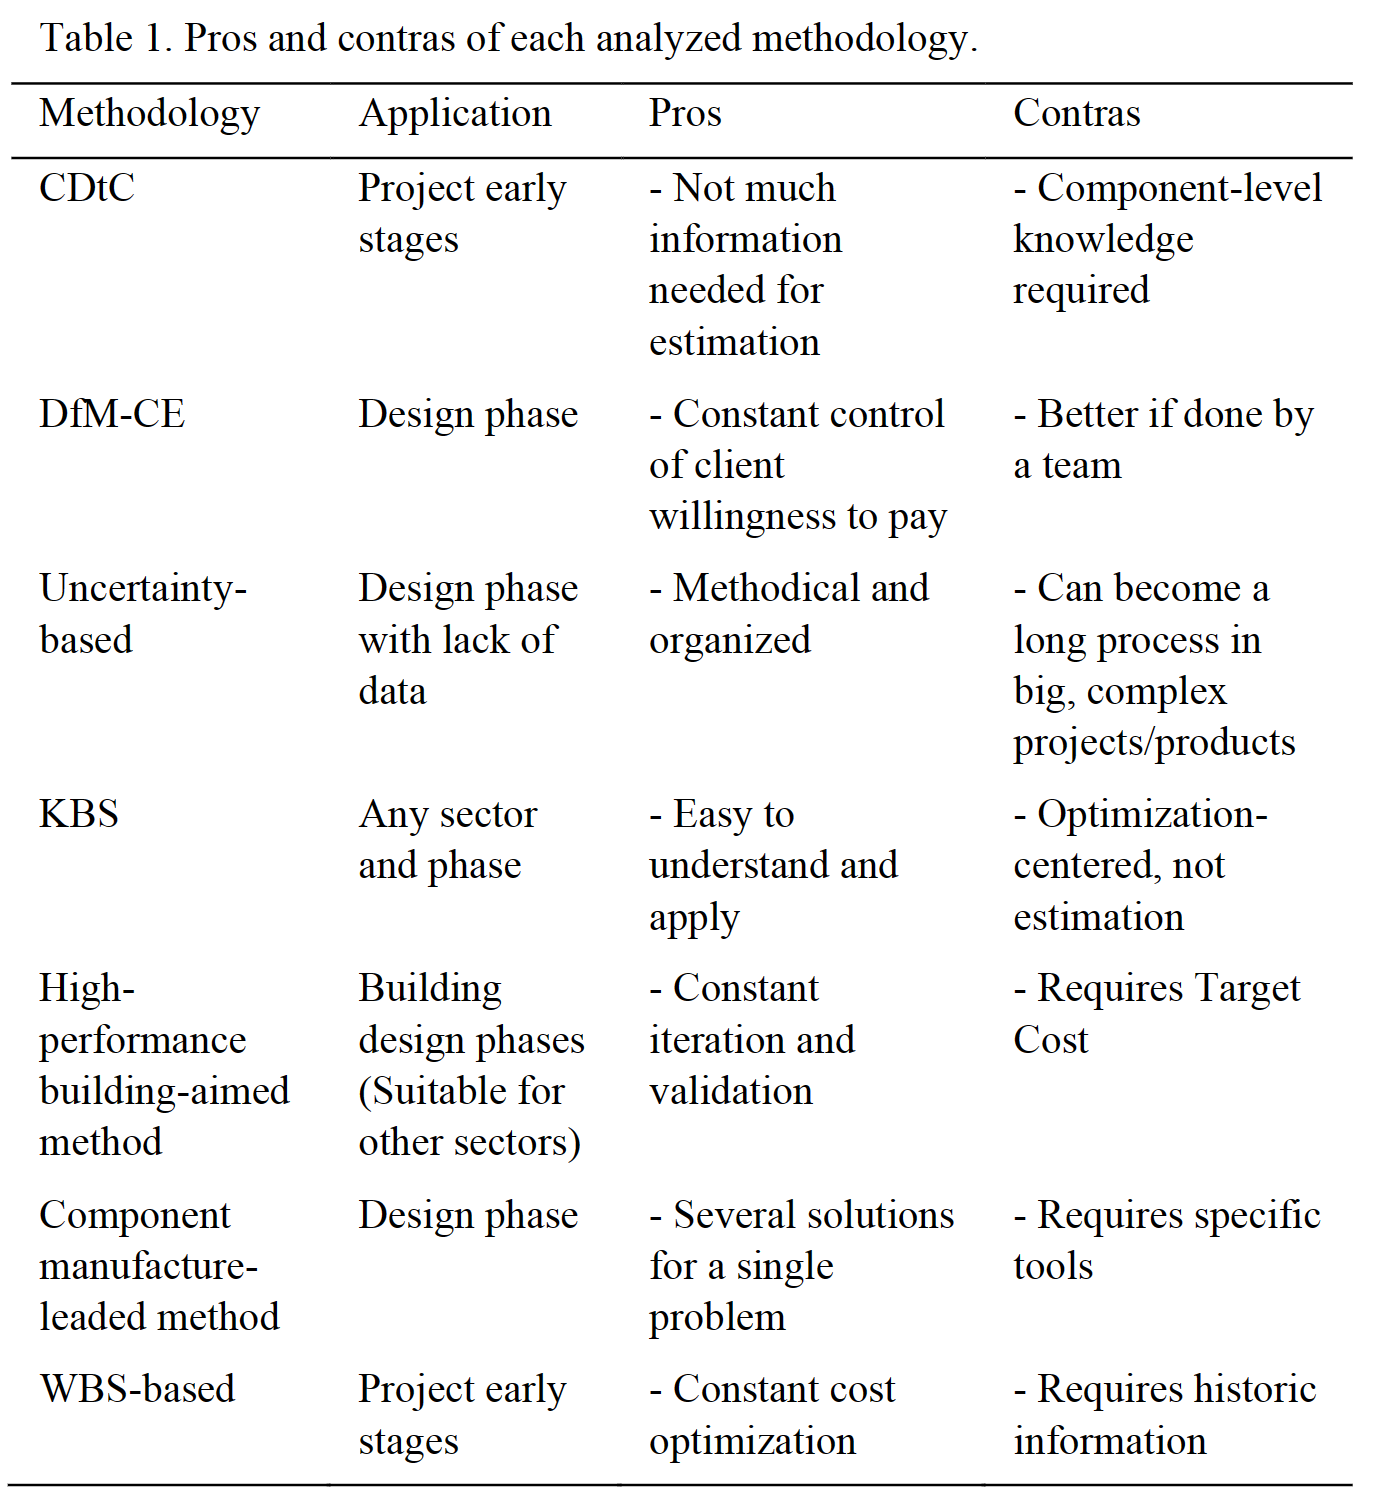 Table 1. Pros and contras of each analyzed methodology.
Methodology Application Pros Contras
CDtC Project early - Not much - Component-level
stages information knowledge
needed for required
estimation
DfM-CE Design phase - Constant control - Better if done by
of client a team
willingness to pay
Uncertainty- Design phase - Methodical and - Can become a
based with lack of organized long process in
data big, complex
projects/products
KBS Any sector - Easy to - Optimization-
and phase understand and centered, not
apply estimation
High- Building - Constant - Requires Target
performance design phases iteration and Cost
building-aimed (Suitable for validation
method other sectors)
Component Design phase - Several solutions - Requires specific
manufacture- for a single tools
leaded method problem
WBS-based Project early - Constant cost - Requires historic
stages optimization information